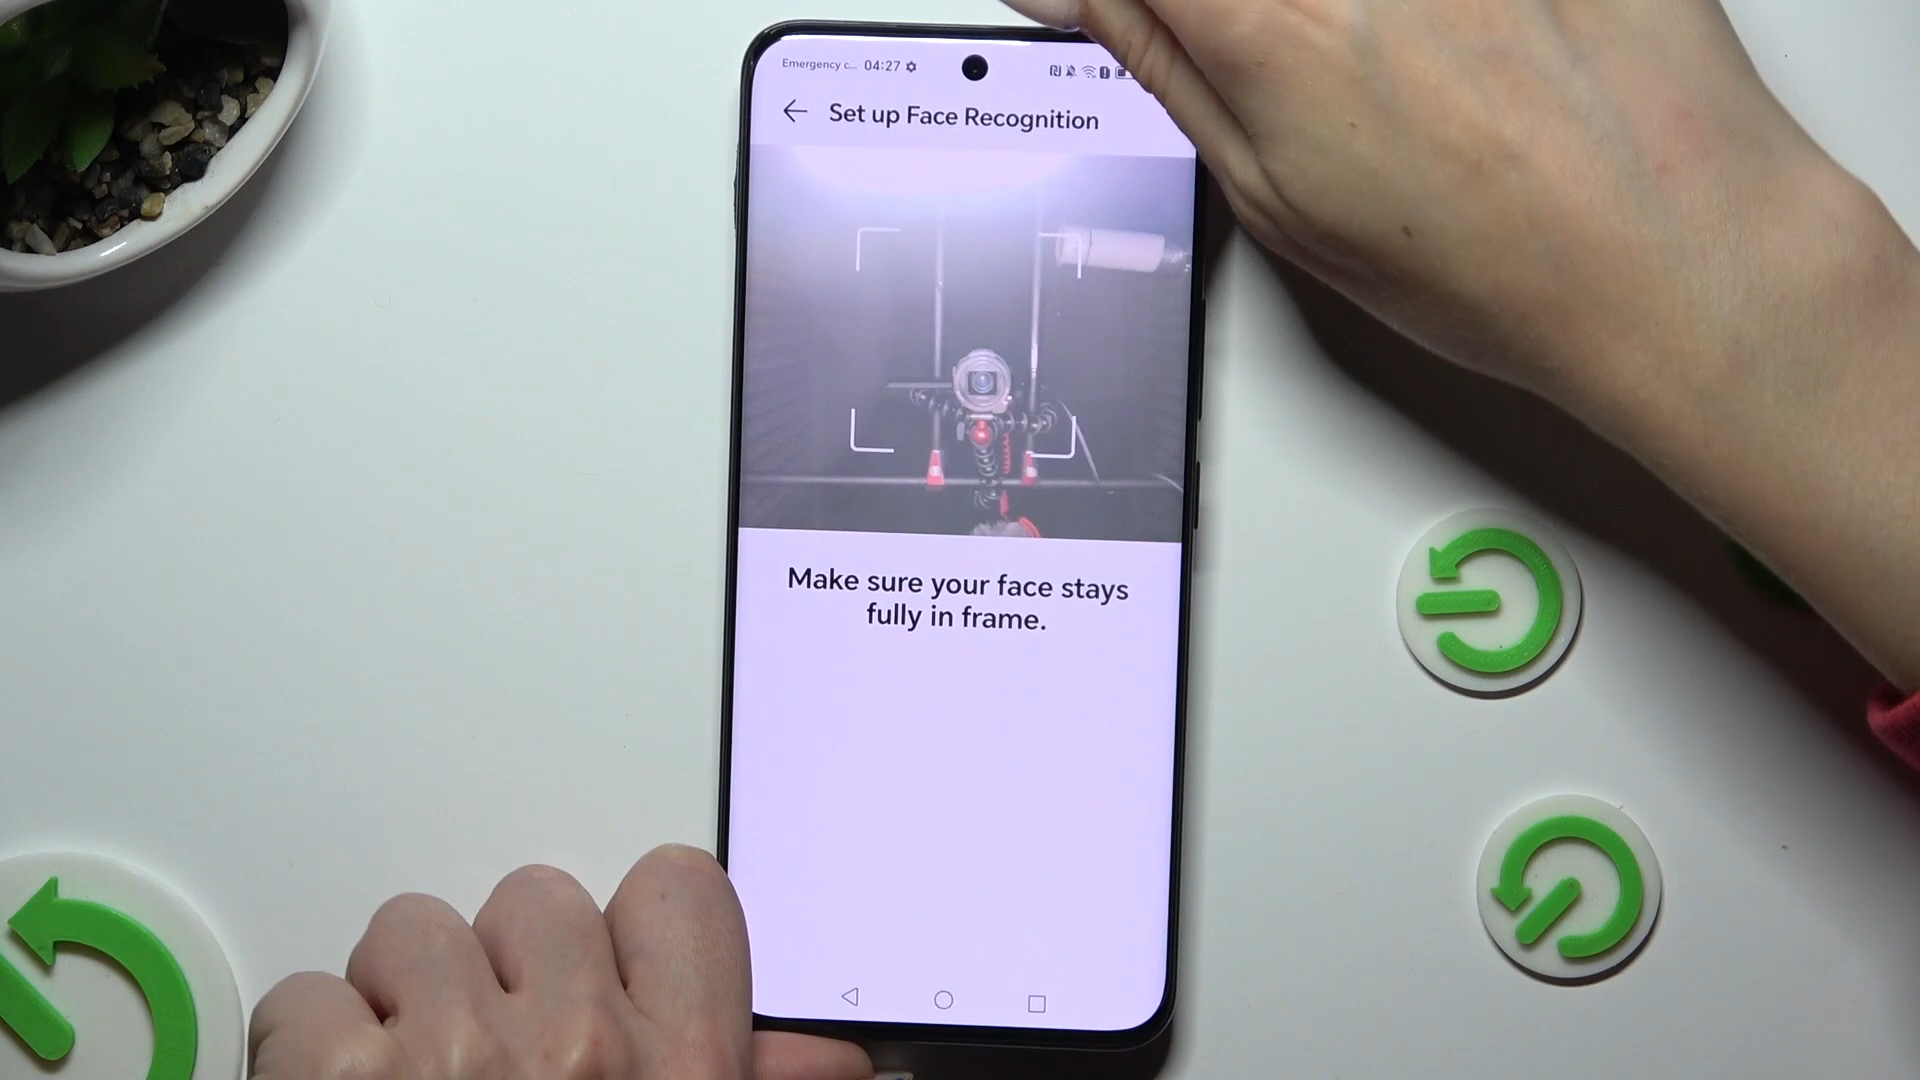 Emergency c... 04:27
Set up Face Recognition
Make sure your face stays
fully in frame.